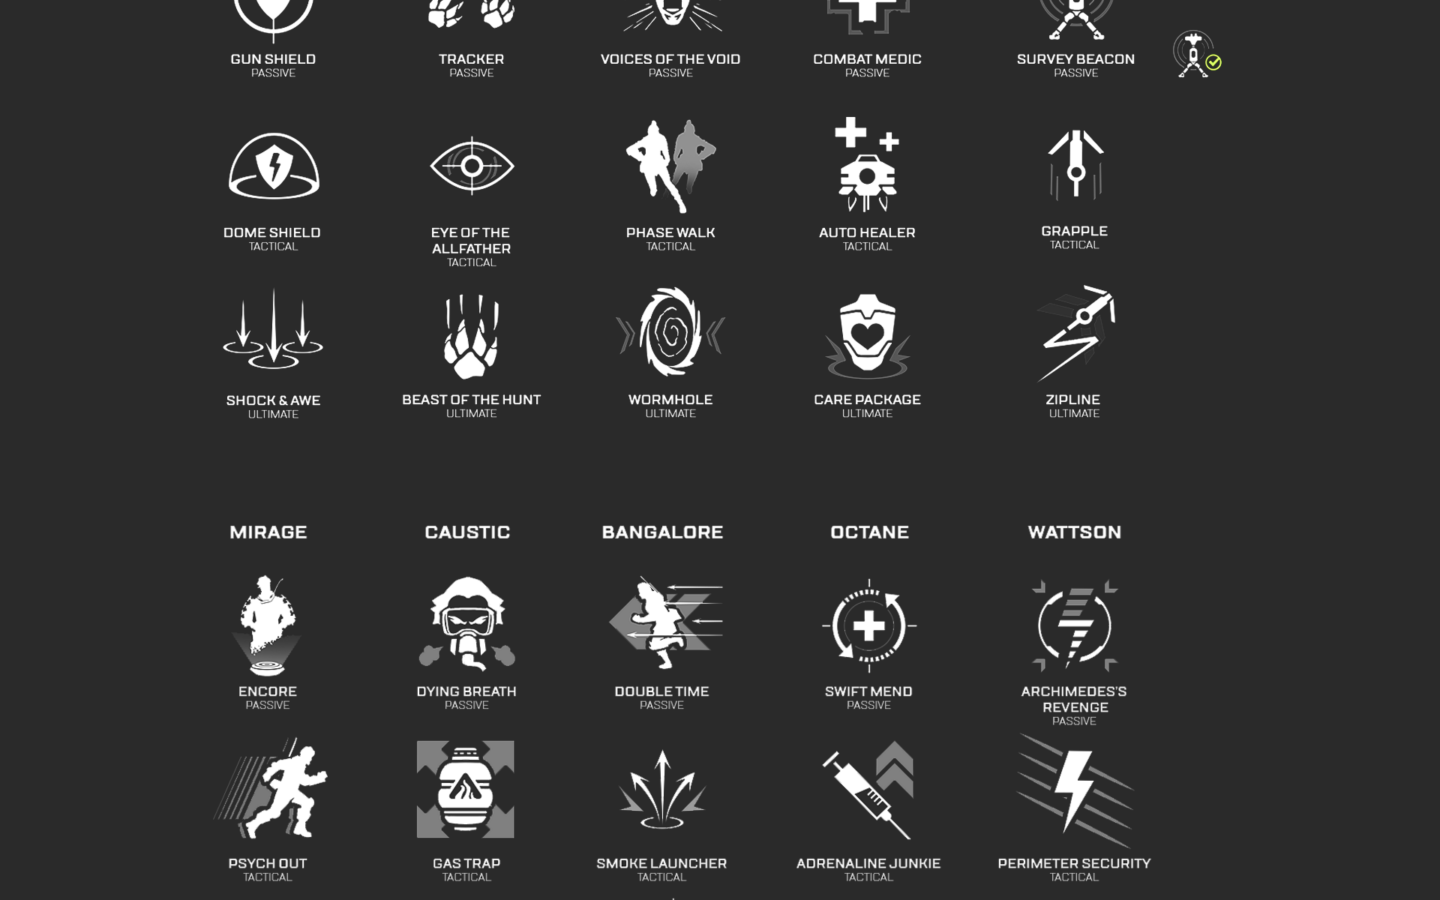 GUN SHIELD
PASSIVE
TRACKER
PASSIVE
VOICES OF THE VOID
PASSIVE
COMBAT MEDIC
PASSIVE
SURVEY BEACON
PASSIVE
DOME SHIELD
TACTICAL
EYE OF THE
ALLFATHER
TACTICAL
PHASE WALK
TACTICAL
AUTO HEALER
TACTICAL
GRAPPLE
TACTICAL
SHOCK & AWE
ULTIMATE
BEAST OF THE HUNT
ULTIMATE
WORMHOLE
ULTIMATE
CARE PACKAGE
ULTIMATE
ZIPLINE
ULTIMATE
MIRAGE
CAUSTIC
BANGALORE
OCTANE
WATTSON
ENCORE
PASSIVE
DYING BREATH
PASSIVE
DOUBLE TIME
PASSIVE
SWIFT MEND
PASSIVE
ARCHIMEDES'S
REVENGE
PASSIVE
PSYCH OUT
TACTICAL
GAS TRAP
TACTICAL
SMOKE LAUNCHER
TACTICAL
ADRENALINE JUNKIE
TACTICAL
PERIMETER SECURITY
TACTICAL